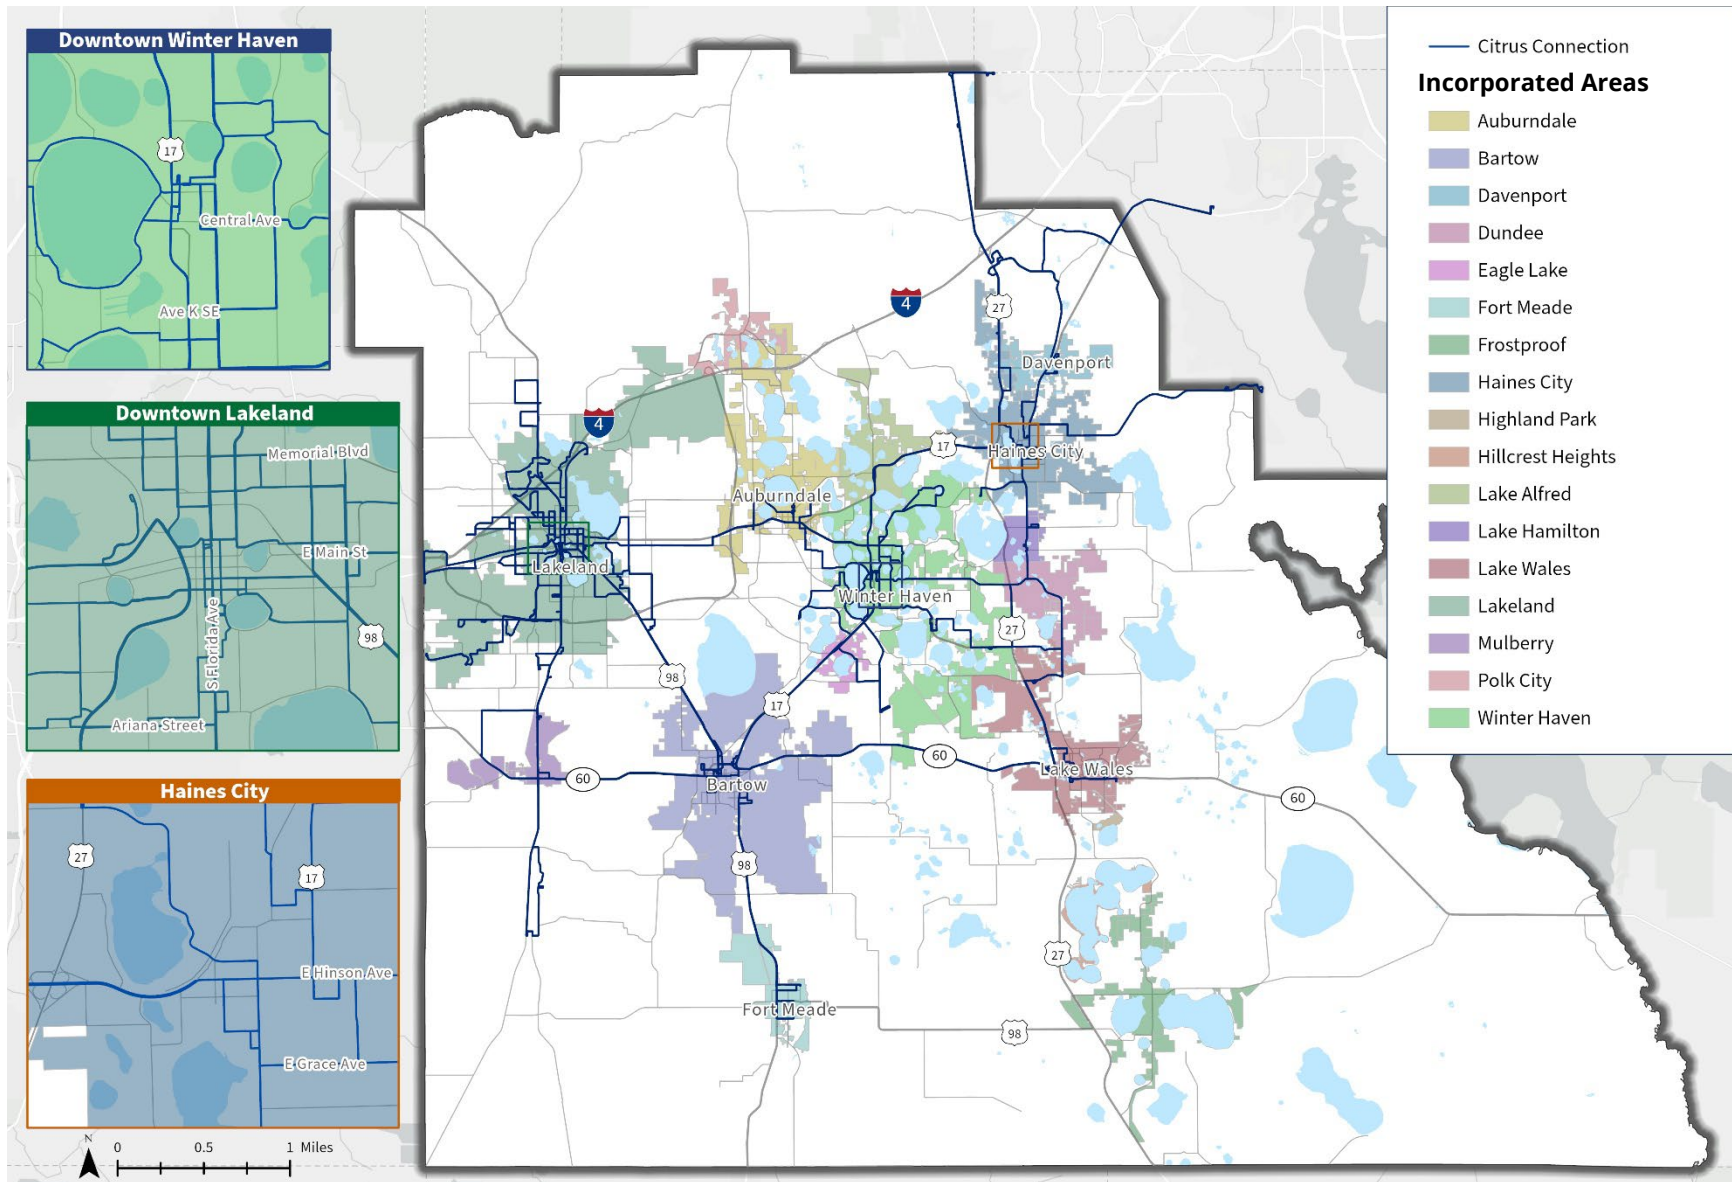 Downtown Winter Haven
17
Central Ave
Ave K SE
Downtown Lakeland
Memorial Blvd
E Main St
S Florida Ave
98
Ariana Street
Haines City
27
17
E Hinson Ave
E Grace Ave
N
0 0.5 1 Miles
4
27
Davenport
4
17
Haines City
Auburndale
Lakeland
Winter Haven
27
98
17
60
60
Lake Wales
Bartow
60
98
27
Fort Meade
98
Citrus Connection
Incorporated Areas
Auburndale
Bartow
Davenport
Dundee
Eagle Lake
Fort Meade
Frostproof
Haines City
Highland Park
Hillcrest Heights
Lake Alfred
Lake Hamilton
Lake Wales
Lakeland
Mulberry
Polk City
Winter Haven